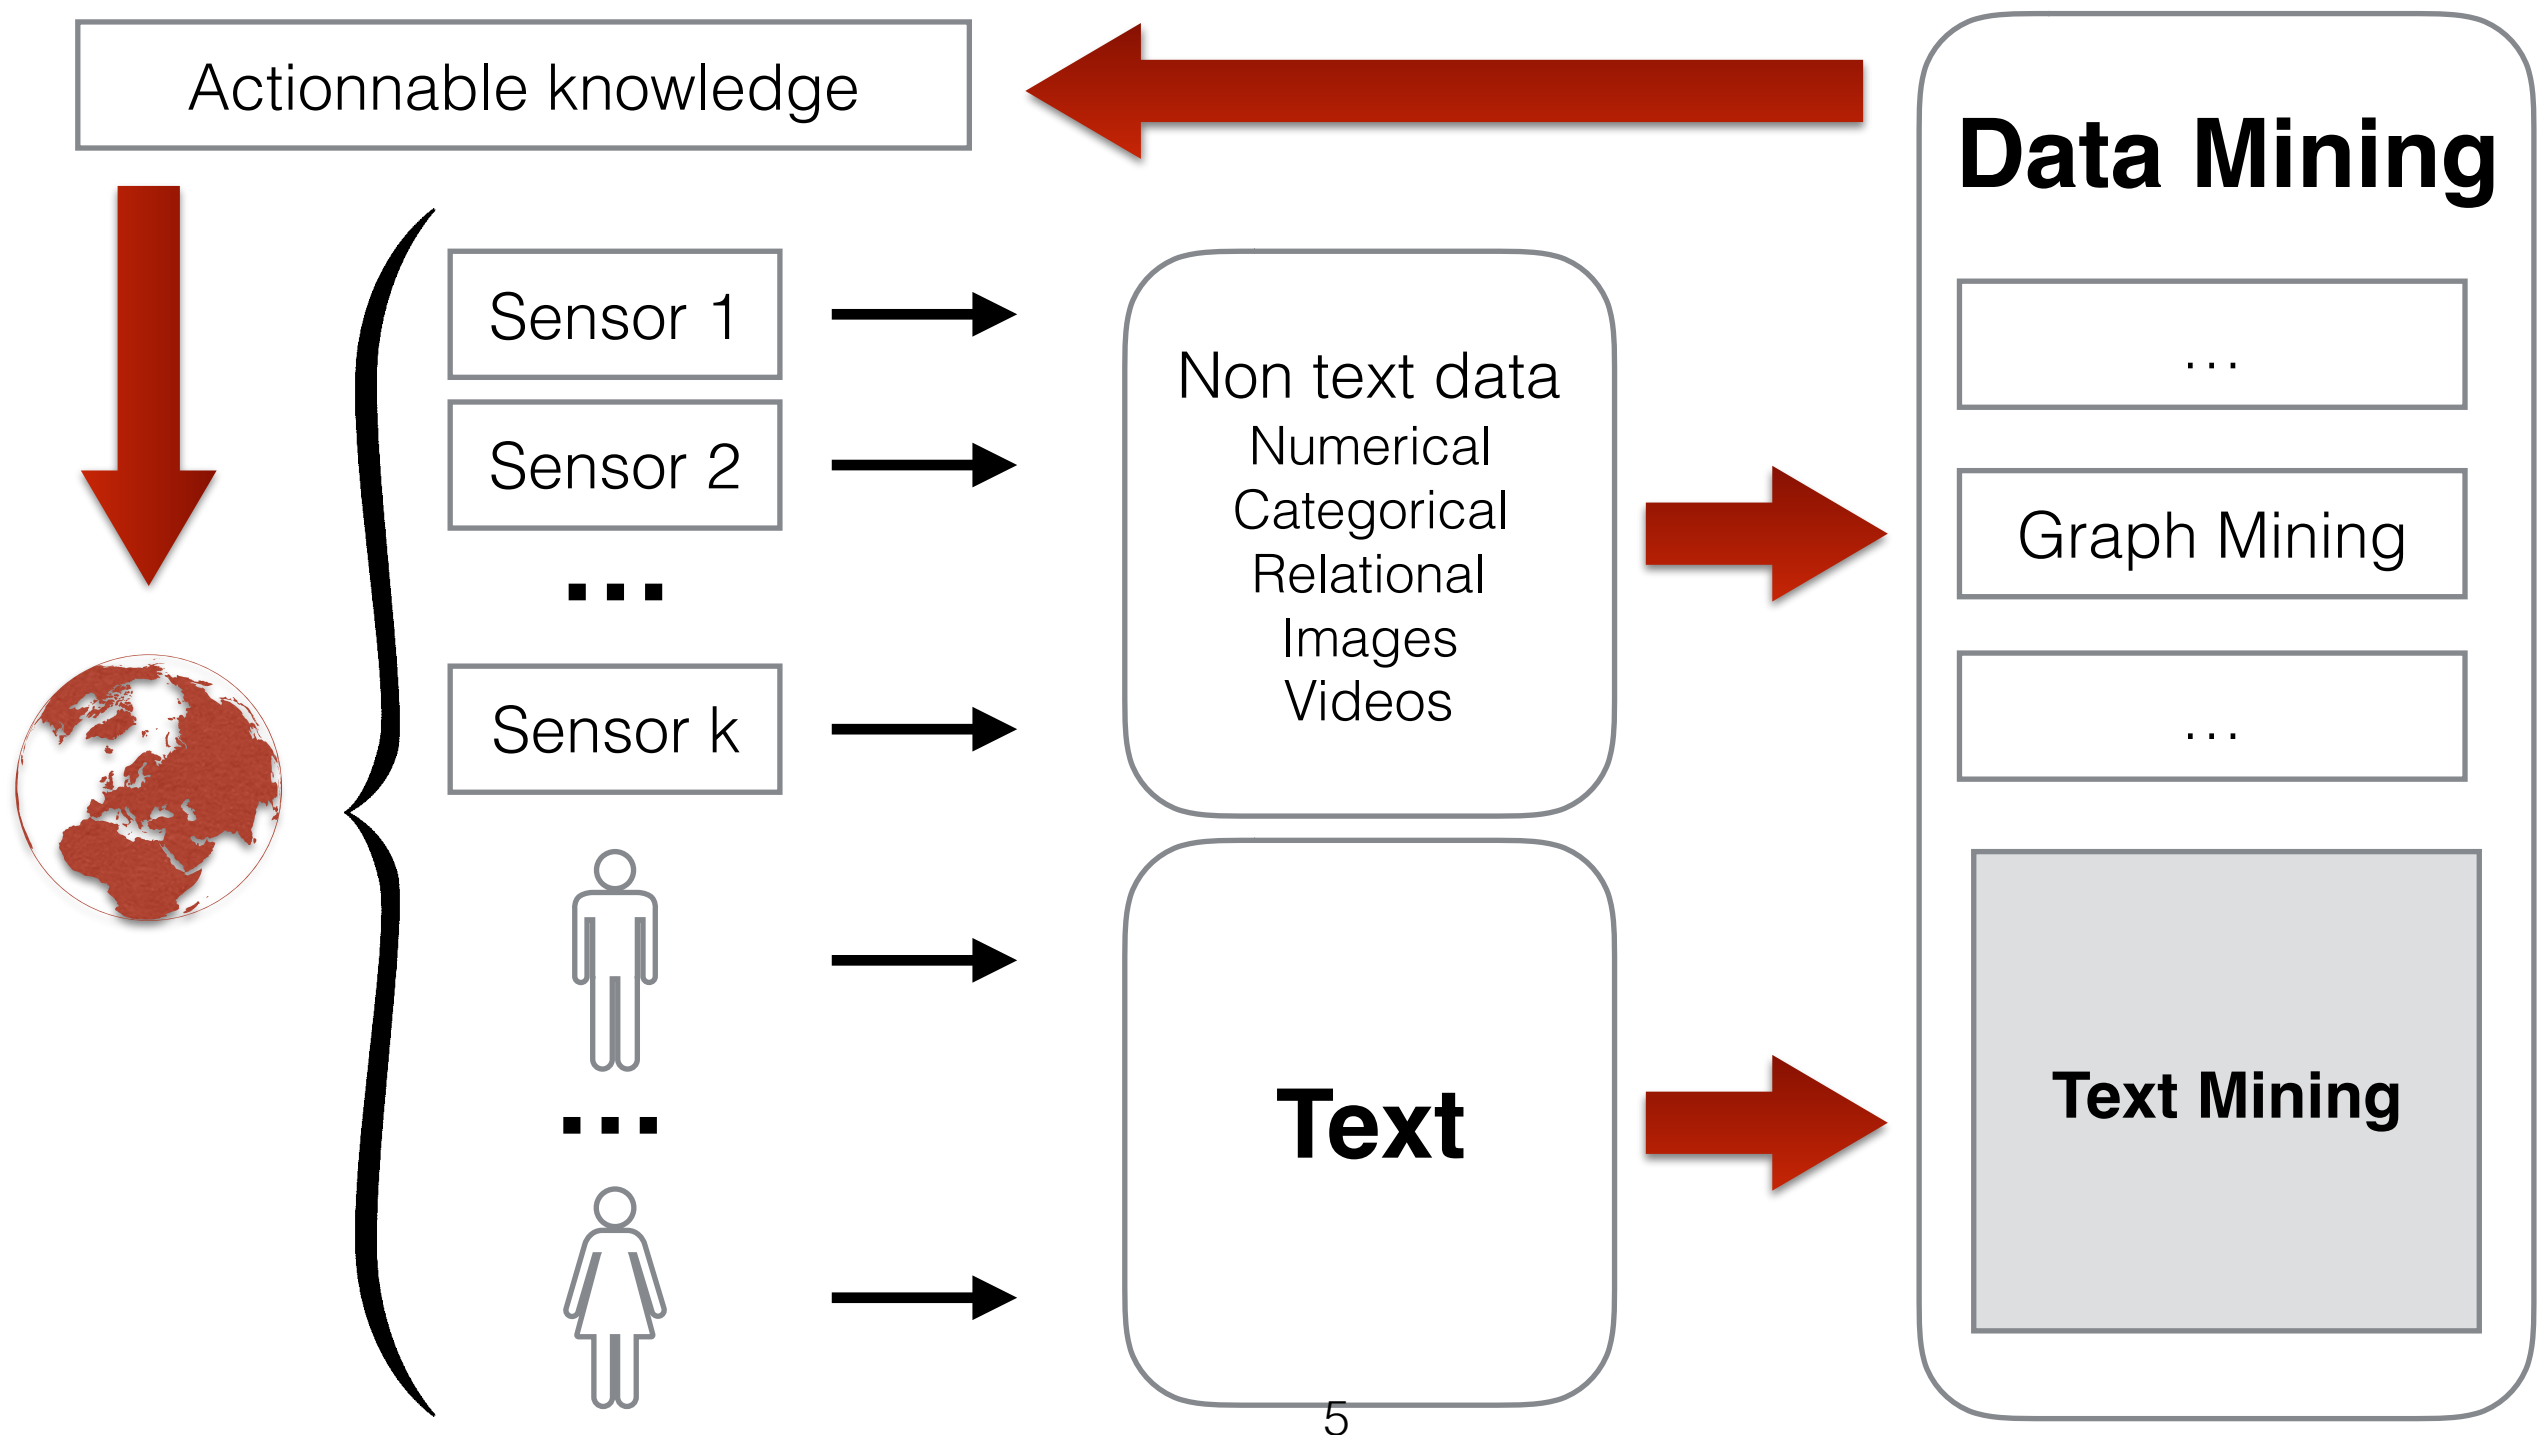 Actionnable knowledge
Data Mining
Sensor 1
Sensor 2
...
Sensor k
...
Non text data
Numerical
Categorical
Relational
Images
Videos
Text
...
Graph Mining
...
Text Mining
5